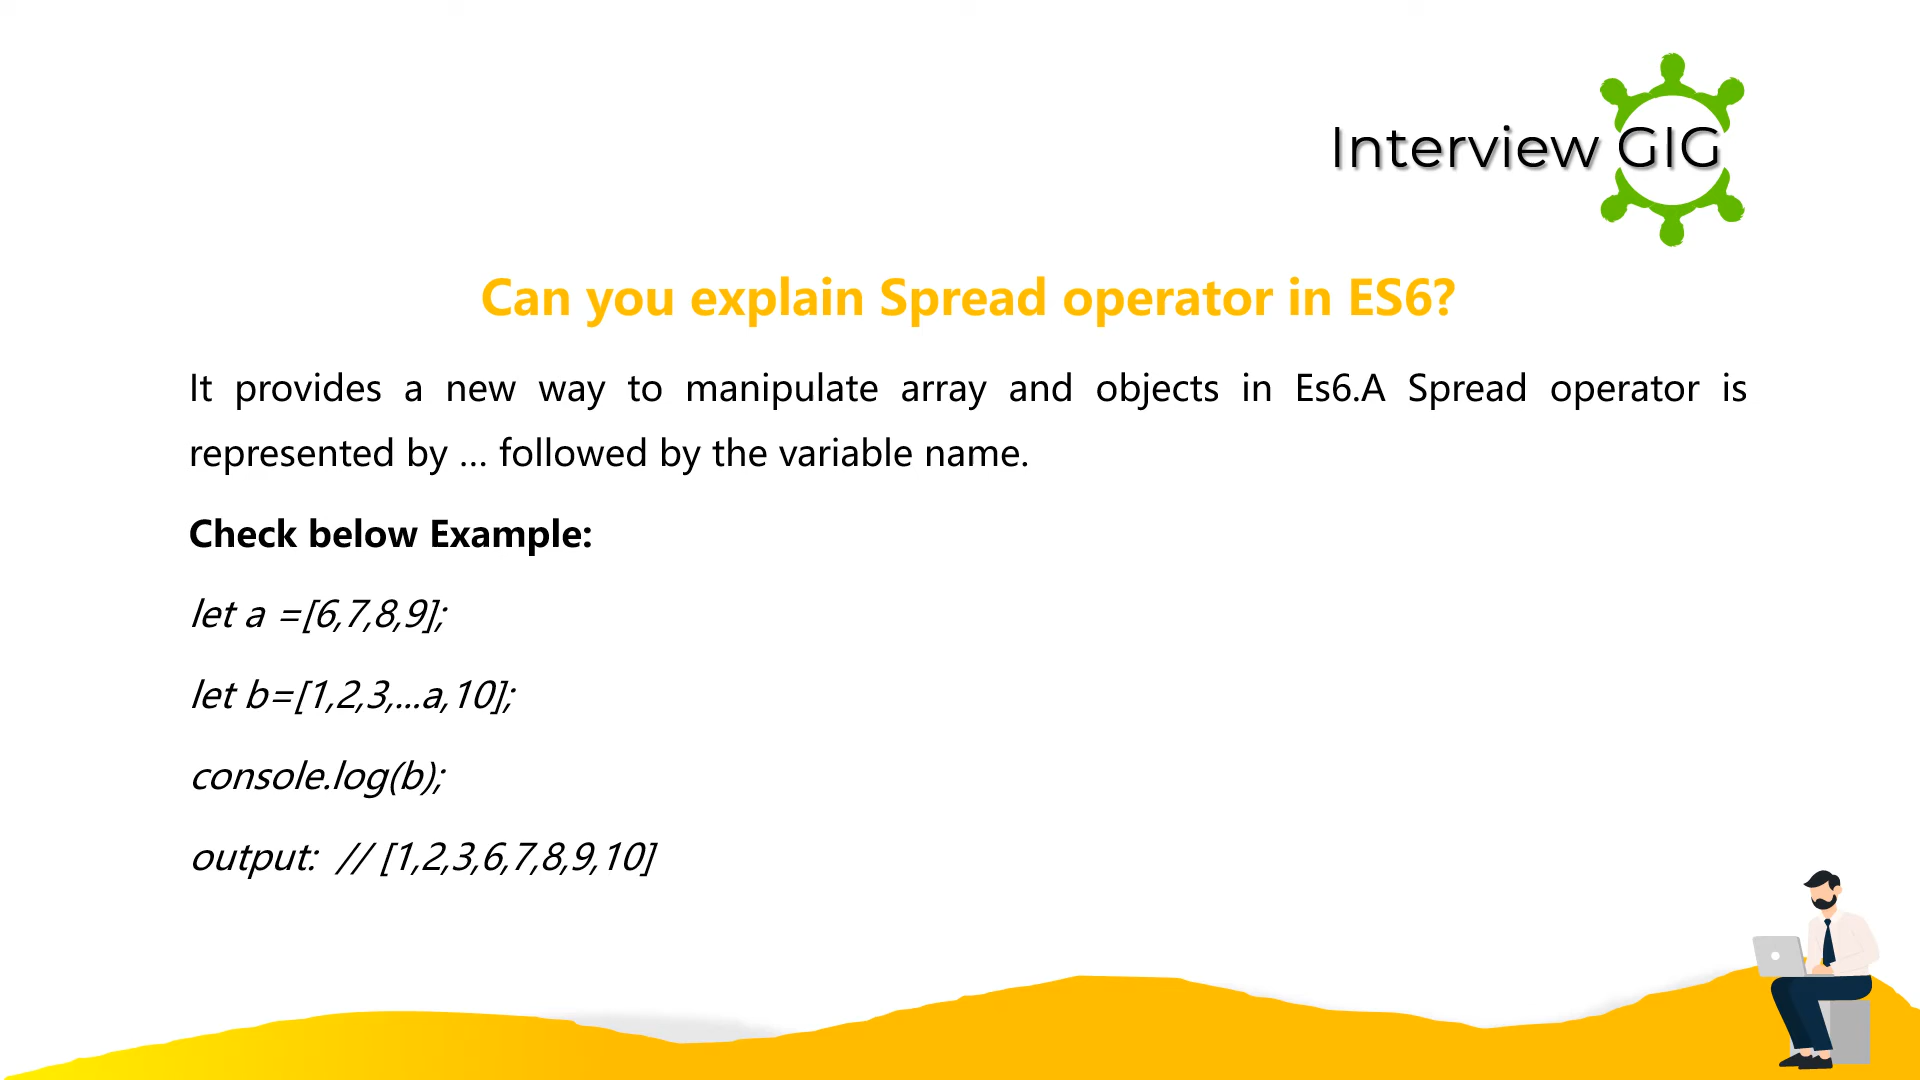 Interview GIG
Can you explain Spread operator in ES6?
It provides a new way to manipulate array and objects in Es6.A Spread operator is
represented by ... followed by the variable name.
Check below Example:
let a =[6,7,8,9];
let b=[1,2,3,...a,10];
console.log(b);
output:  // [1,2,3,6,7,8,9,10]